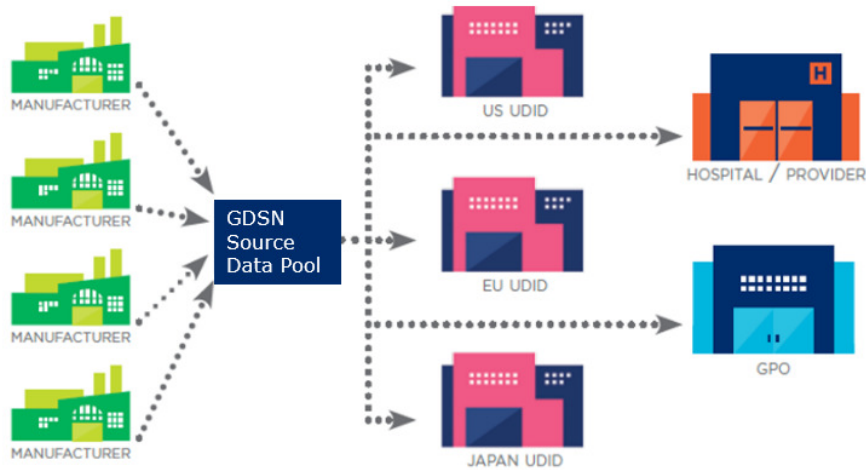 MANUFACTURER
MANUFACTURER
MANUFACTURER
MANUFACTURER
GDSN
Source
Data Pool
US UDID
EU UDID
JAPAN UDID
H
HOSPITAL / PROVIDER
GPO